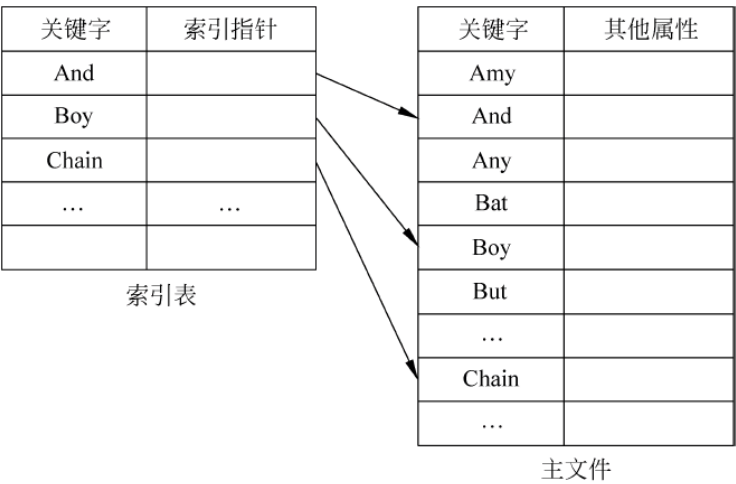 关键字 索引指针
And
Boy
Chain
… …
索引表
关键字 其他属性
Amy
And
Any
Bat
Boy
But
…
Chain
…
主文件